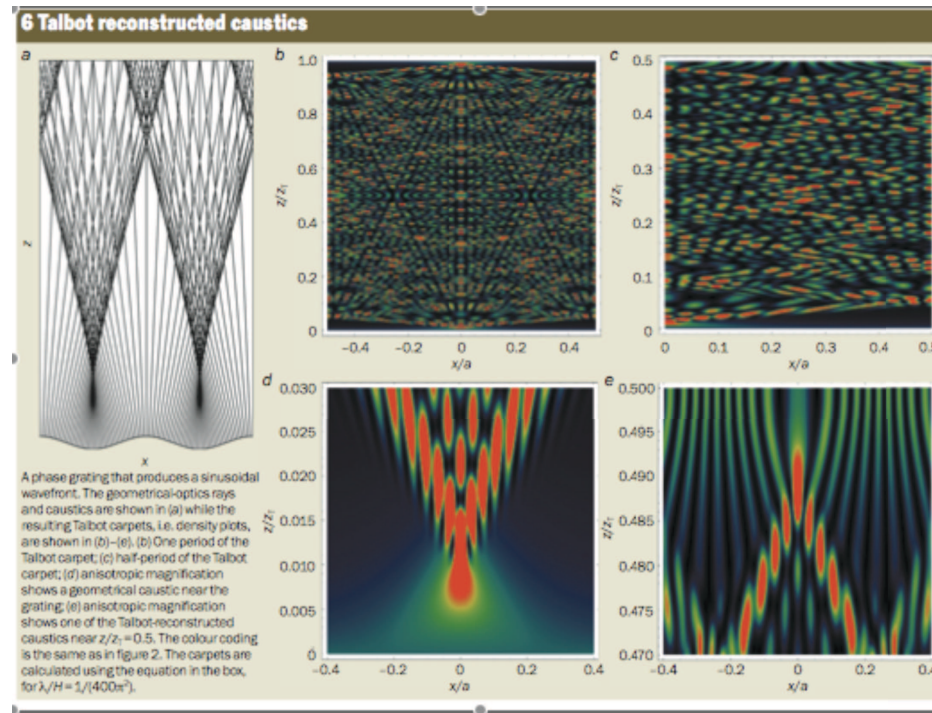 6 Talbot reconstructed caustics
a
z
x
A phase grating that produces a sinusoidal
wavefront. The geometrical-optics rays
and caustics are shown in (a) while the
resulting Talbot carpets, i.e. density plots,
are shown in (b)–(e). (b) One period of the
Talbot carpet; (c) half-period of the Talbot
carpet; (d) anisotropic magnification
shows a geometrical caustic near the
grating; (e) anisotropic magnification
shows one of the Talbot-reconstructed
caustics near z/zT = 0.5. The colour coding
is the same as in figure 2. The carpets are
calculated using the equation in the box,
for λ/H = 1/(400π²).
b
1.0
0.8
0.6
0.4
0.2
0
z/zT
−0.4 −0.2 0 0.2 0.4
x/a
c
0.5
0.4
0.3
0.2
0.1
0
z/zT
0 0.1 0.2 0.3 0.4
x/a
d
0.030
0.025
0.020
0.015
0.010
0.005
0
z/zT
−0.4 −0.2 0 0.2 0.4
x/a
e
0.500
0.495
0.490
0.485
0.480
0.475
0.470
z/zT
−0.4 −0.2 0 0.2
x/a